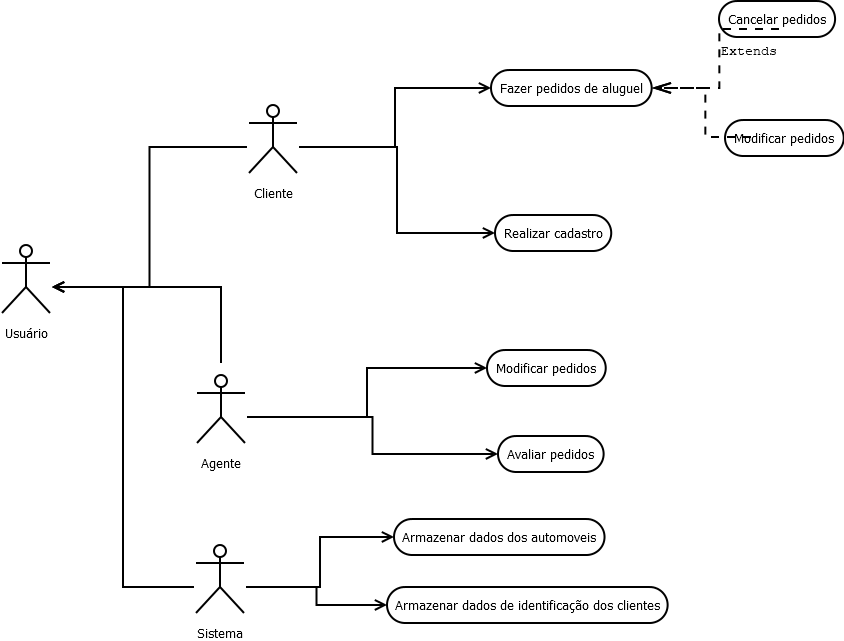 Cancelar pedidos
Extends
Fazer pedidos de aluguel
Modificar pedidos
Cliente
Realizar cadastro
Usuário
Modificar pedidos
Agente
Avaliar pedidos
Armazenar dados dos automoveis
Armazenar dados de identificação dos clientes
Sistema